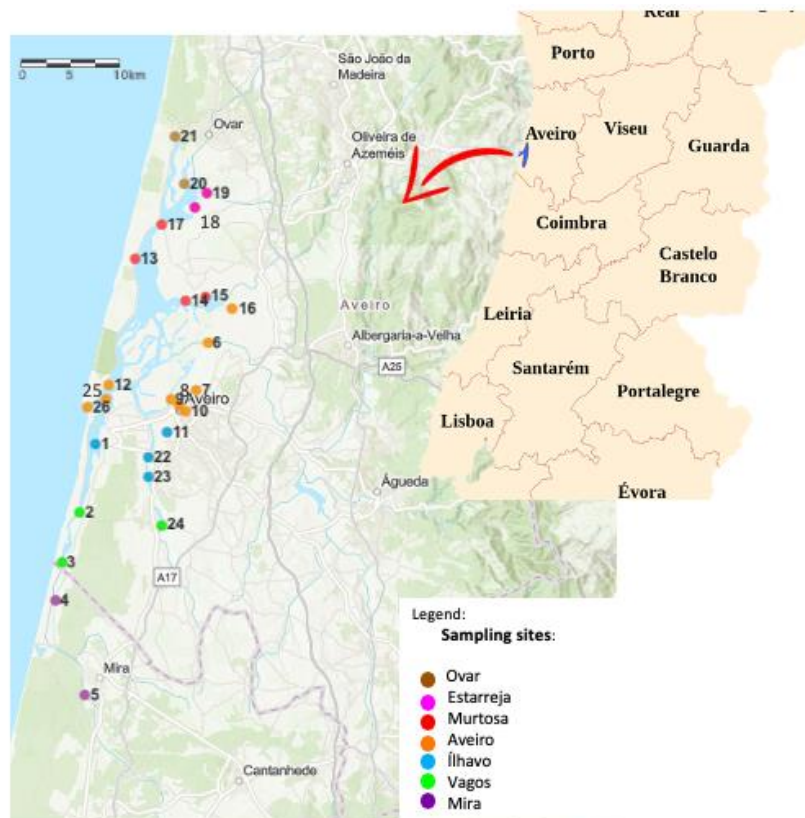 Real
Porto
Aveiro
Viseu
Guarda
Coimbra
Castelo
Branco
Leiria
Santarém
Portalegre
Lisboa
Évora
0 5 10km
São João da
Madeira
Ovar
Oliveira de
Azeméis
21
20
19
18
17
13
14
15
16
Aveiro
Albergaria-a-Velha
6
A25
12
25
26
8
7
9
Aveiro
10
11
1
22
23
Águeda
2
24
3
A17
4
Mira
5
Cantanhede
Legend:
Sampling sites:
Ovar
Estarreja
Murtosa
Aveiro
Ílhavo
Vagos
Mira